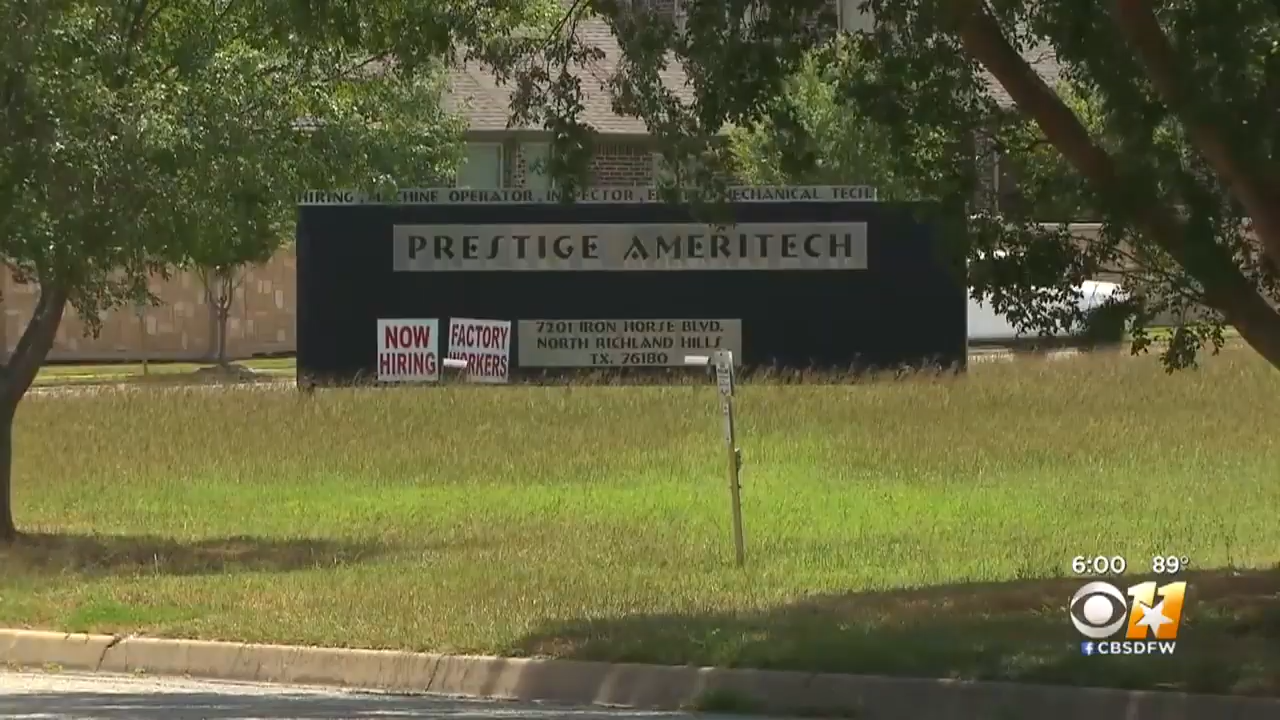 HIRING, MACHINE OPERATOR, INSPECTOR, MECHANICAL TECH.
PRESTIGE AMERITECH
NOW
HIRING
FACTORY
WORKERS
7201 IRON HORSE BLVD.
NORTH RICHLAND HILLS
TX. 76180
6:00 89°
11
CBSDFW